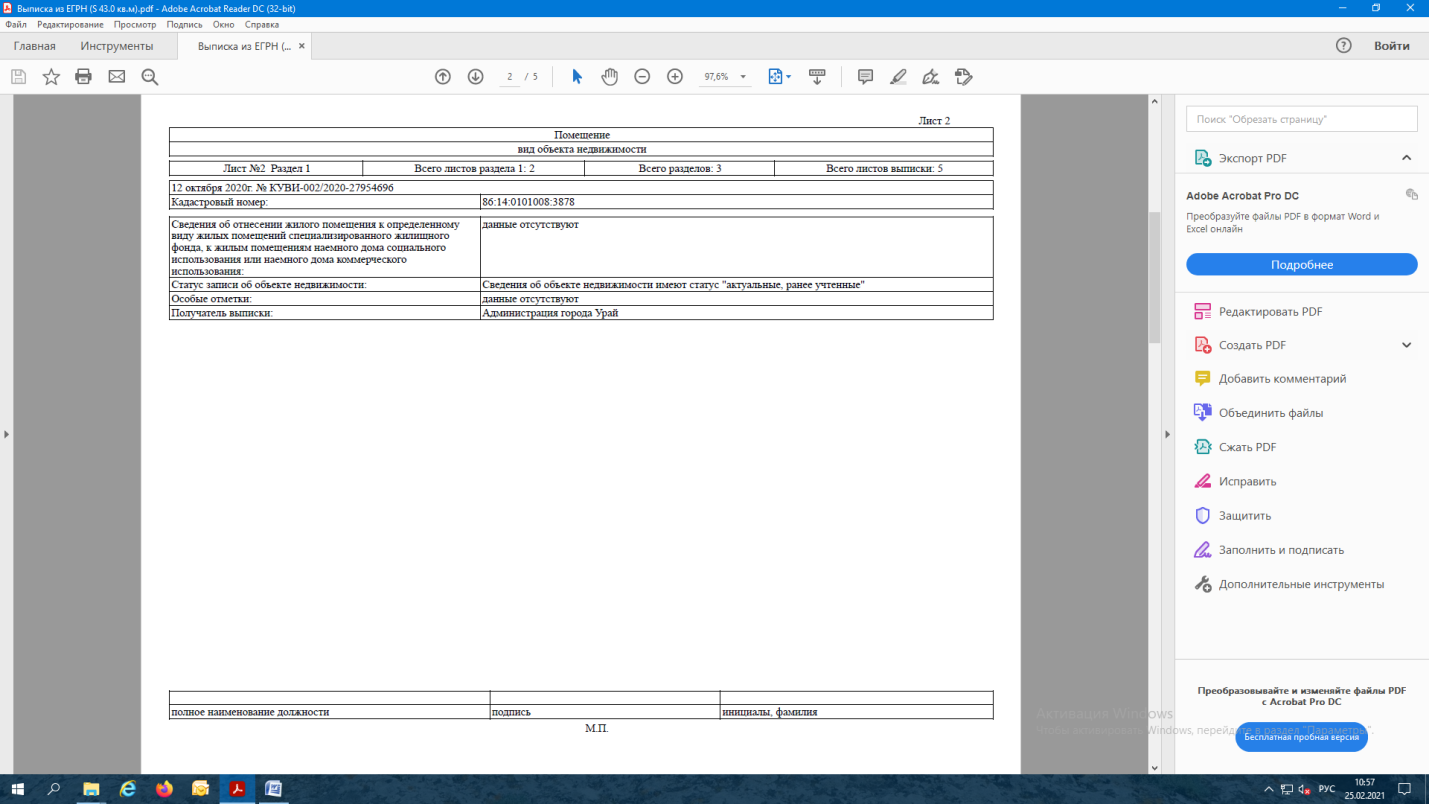 Выписка из ЕГРН (S 43.0 кв.м).pdf - Adobe Acrobat Reader DC (32-bit)
Файл Редактирование Просмотр Подпись Окно Справка
Главная Инструменты Выписка из ЕГРН (... × Войти
2 / 5 97,6%
Лист 2
Помещение
вид объекта недвижимости
Лист №2 Раздел 1 Всего листов раздела 1: 2 Всего разделов: 3 Всего листов выписки: 5
12 октября 2020г. № КУВИ-002/2020-27954696
Кадастровый номер: 86:14:0101008:3878
Сведения об отнесении жилого помещения к определенному данные отсутствуют
виду жилых помещений специализированного жилищного
фонда, к жилым помещениям наемного дома социального
использования или наемного дома коммерческого
использования:
Статус записи об объекте недвижимости: Сведения об объекте недвижимости имеют статус "актуальные, ранее учтенные"
Особые отметки: данные отсутствуют
Получатель выписки: Администрация города Урай
полное наименование должности подпись инициалы, фамилия
М.П.
Поиск "Обрезать страницу"
Экспорт PDF
Adobe Acrobat Pro DC
Преобразуйте файлы PDF в формат Word и
Excel онлайн
Подробнее
Редактировать PDF
Создать PDF
Добавить комментарий
Объединить файлы
Сжать PDF
Исправить
Защитить
Заполнить и подписать
Дополнительные инструменты
Преобразовывайте и изменяйте файлы PDF
с Acrobat Pro DC
Бесплатная пробная версия
Активация Windows
Чтобы активировать Windows, перейдите в раздел "Параметры".
РУС 10:57
25.02.2021